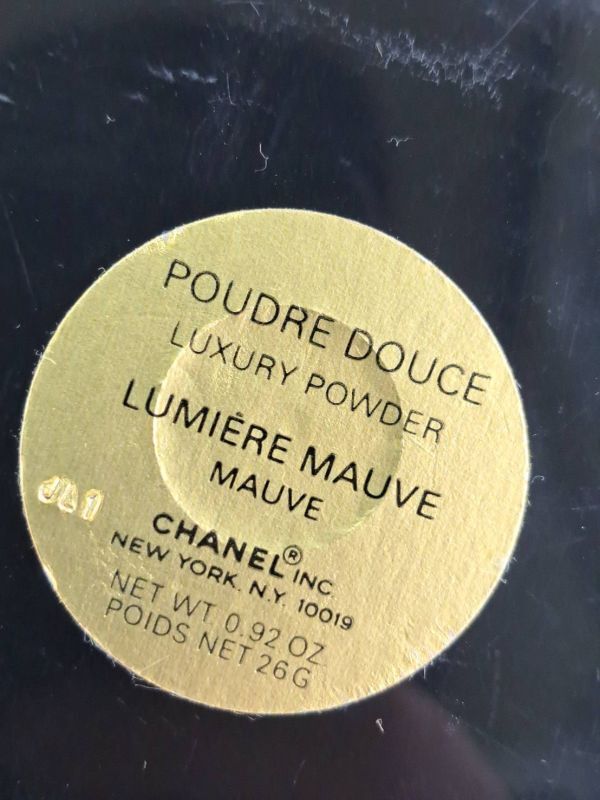 POUDRE DOUCE
LUXURY POWDER
LUMIÈRE MAUVE
MAUVE
JL1
CHANEL® INC
NEW YORK. N.Y. 10019
NET WT. 0.92 OZ.
POIDS NET 26 G